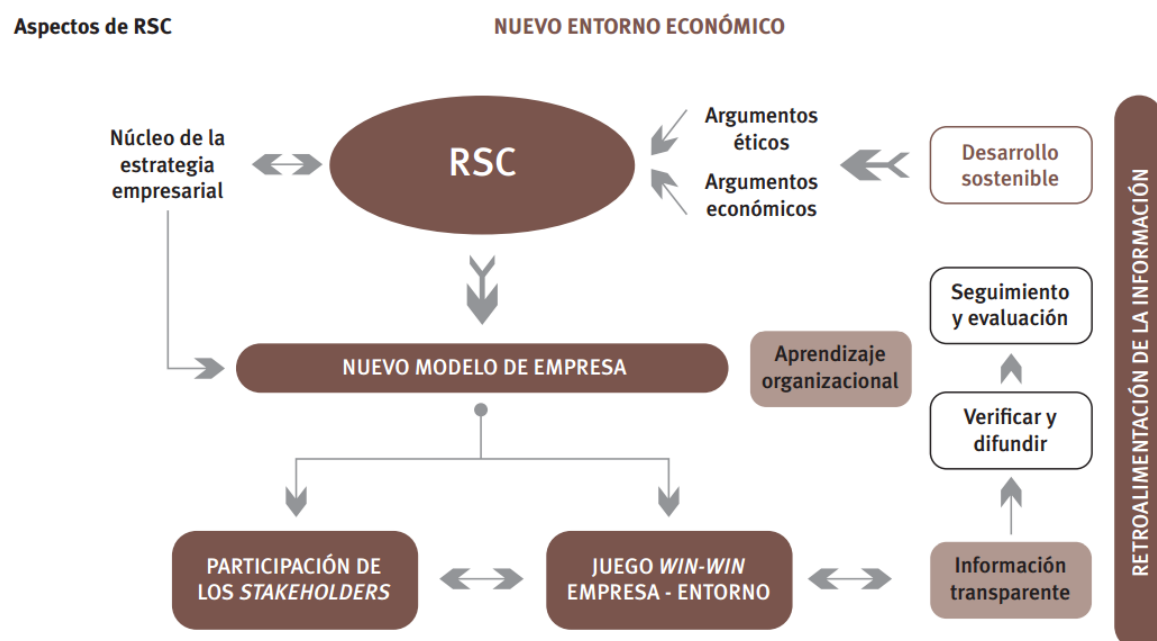 Aspectos de RSC
NUEVO ENTORNO ECONÓMICO
Núcleo de la
estrategia
empresarial
RSC
Argumentos
éticos
Argumentos
económicos
Desarrollo
sostenible
NUEVO MODELO DE EMPRESA
Aprendizaje
organizacional
Seguimiento
y evaluación
Verificar y
difundir
PARTICIPACIÓN DE
LOS STAKEHOLDERS
JUEGO WIN-WIN
EMPRESA - ENTORNO
Información
transparente
RETROALIMENTACIÓN DE LA INFORMACIÓN